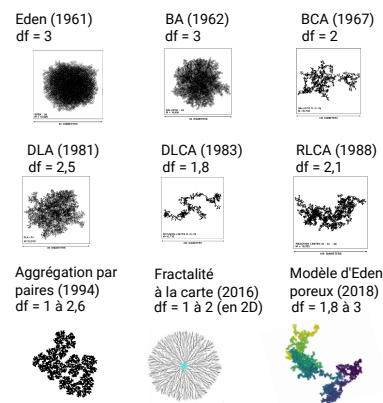 Eden (1961)
df = 3
BA (1962)
df = 3
BCA (1967)
df = 2
DLA (1981)
df = 2,5
DLCA (1983)
df = 1,8
RLCA (1988)
df = 2,1
Aggrégation par
paires (1994)
df = 1 à 2,6
Fractalité
à la carte (2016)
df = 1 à 2 (en 2D)
Modèle d'Eden
poreux (2018)
df = 1,8 à 3